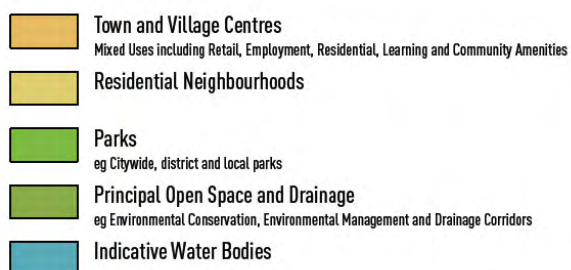 Town and Village Centres
Mixed Uses including Retail, Employment, Residential, Learning and Community Amenities
Residential Neighbourhoods
Parks
eg Citywide, district and local parks
Principal Open Space and Drainage
eg Environmental Conservation, Environmental Management and Drainage Corridors
Indicative Water Bodies